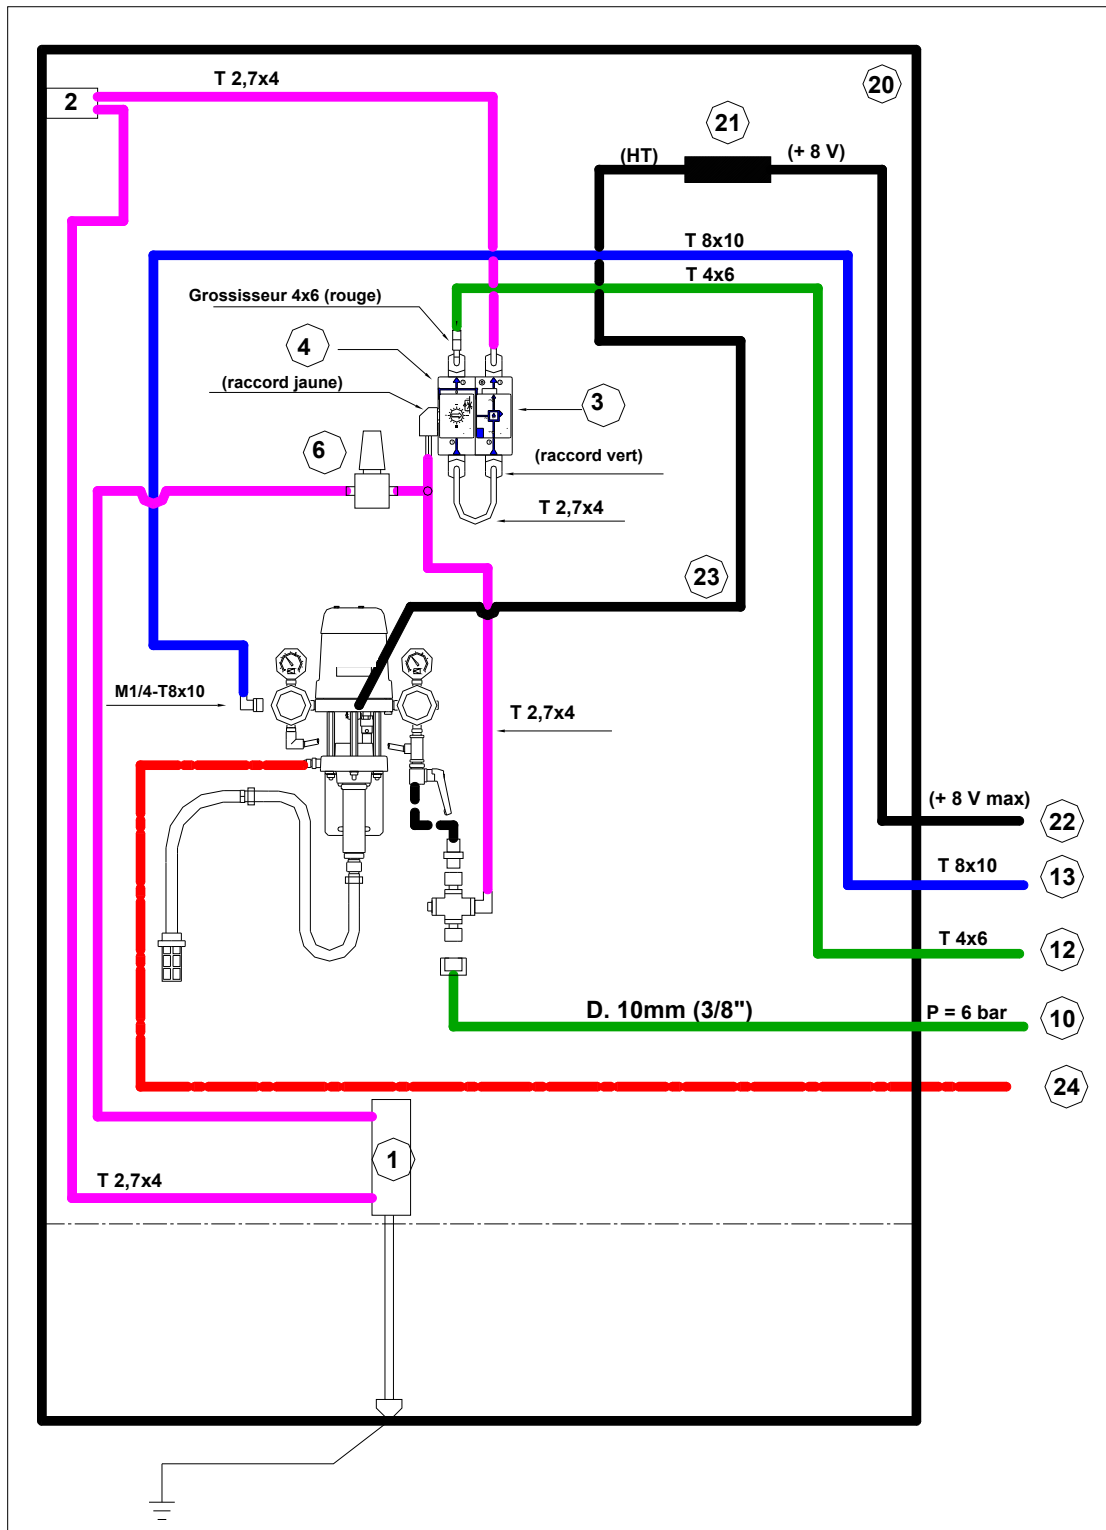 T 2,7x4
20
2
21
(HT)
(+ 8 V)
T 8x10
T 4x6
Grossisseur 4x6 (rouge)
4
(raccord jaune)
3
6
(raccord vert)
T 2,7x4
23
M1/4-T8x10
T 2,7x4
(+ 8 V max)
22
T 8x10
13
T 4x6
12
D. 10mm (3/8")
P = 6 bar
10
24
1
T 2,7x4